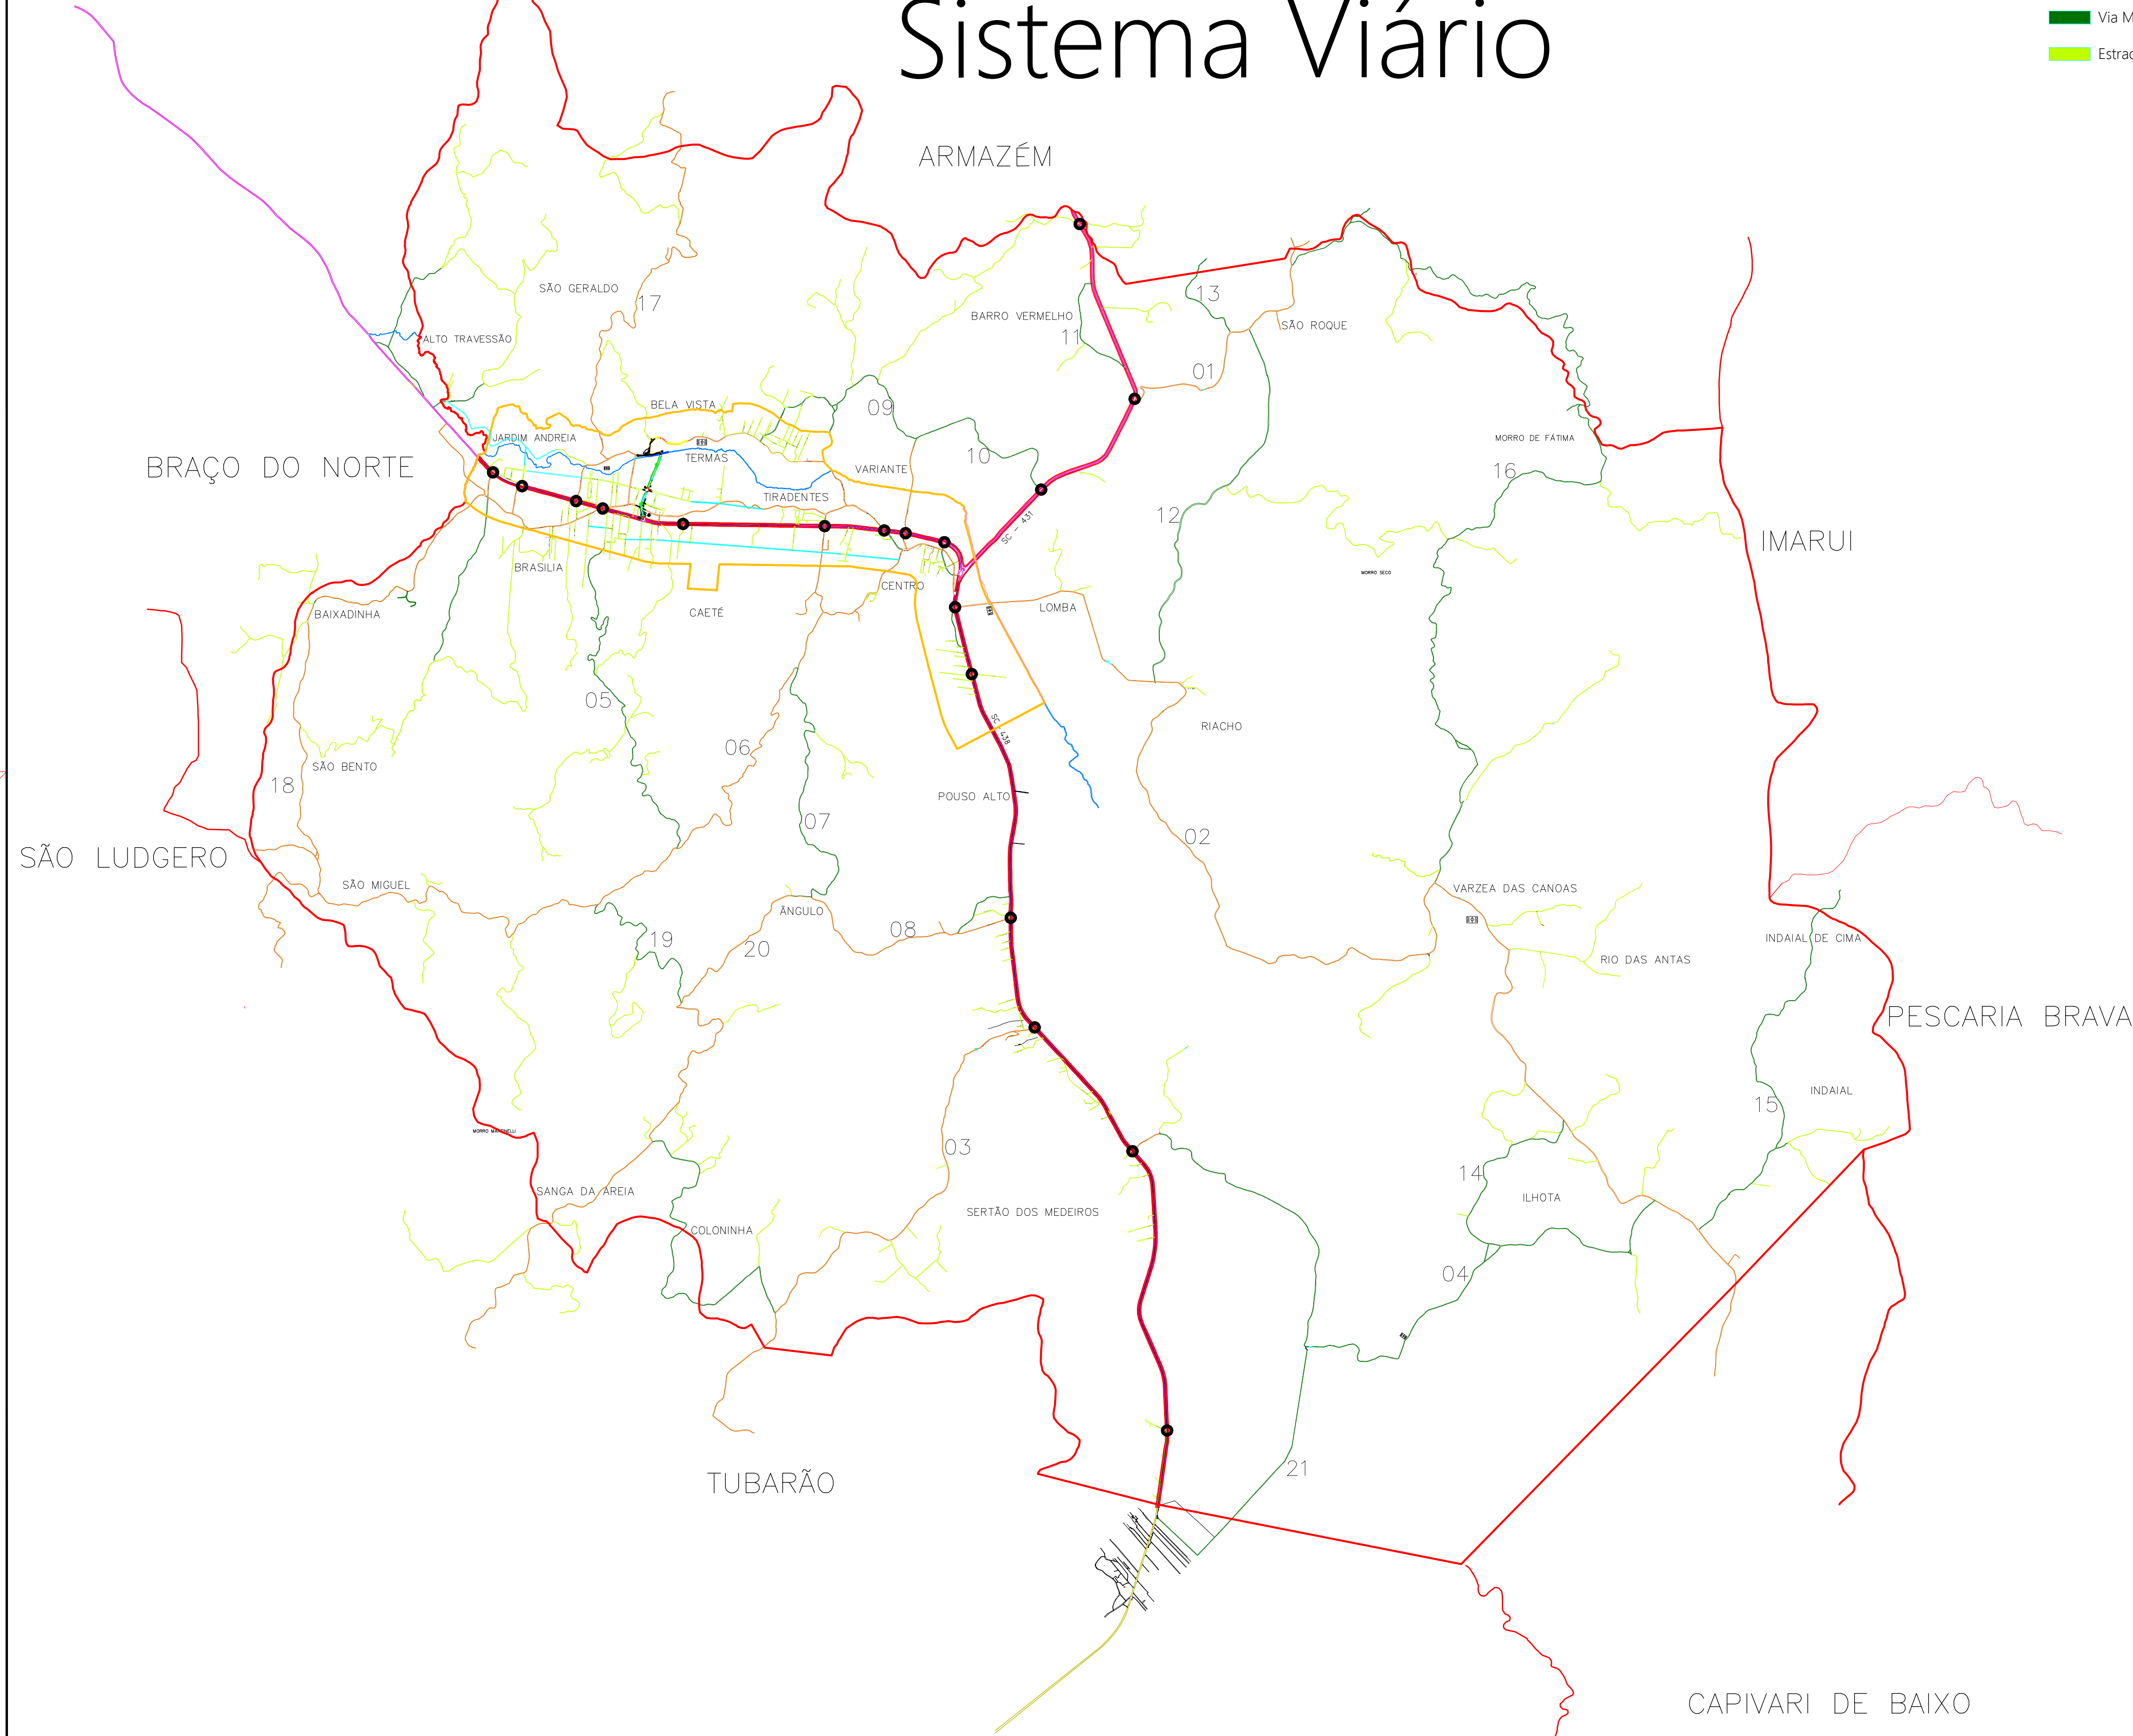 Sistema Viário
Via M
Estrad
ARMAZÉM
SÃO GERALDO
17
13
BARRO VERMELHO
SÃO ROQUE
11
ALTO TRAVESSÃO
01
BELA VISTA
09
JARDIM ANDREIA
MORRO DE FÁTIMA
TERMAS
10
BRAÇO DO NORTE
VARIANTE
16
TIRADENTES
12
SC - 431
IMARUI
BRASILIA
MORRO SECO
CENTRO
BAIXADINHA
CAETÉ
LOMBA
05
RIACHO
SC - 438
06
SÃO BENTO
18
POUSO ALTO
07
02
SÃO LUDGERO
SÃO MIGUEL
VARZEA DAS CANOAS
ÂNGULO
08
19
20
INDAIAL DE CIMA
RIO DAS ANTAS
PESCARIA BRAVA
INDAIAL
15
03
14
SANGA DA AREIA
ILHOTA
SERTÃO DOS MEDEIROS
COLONINHA
04
21
TUBARÃO
CAPIVARI DE BAIXO